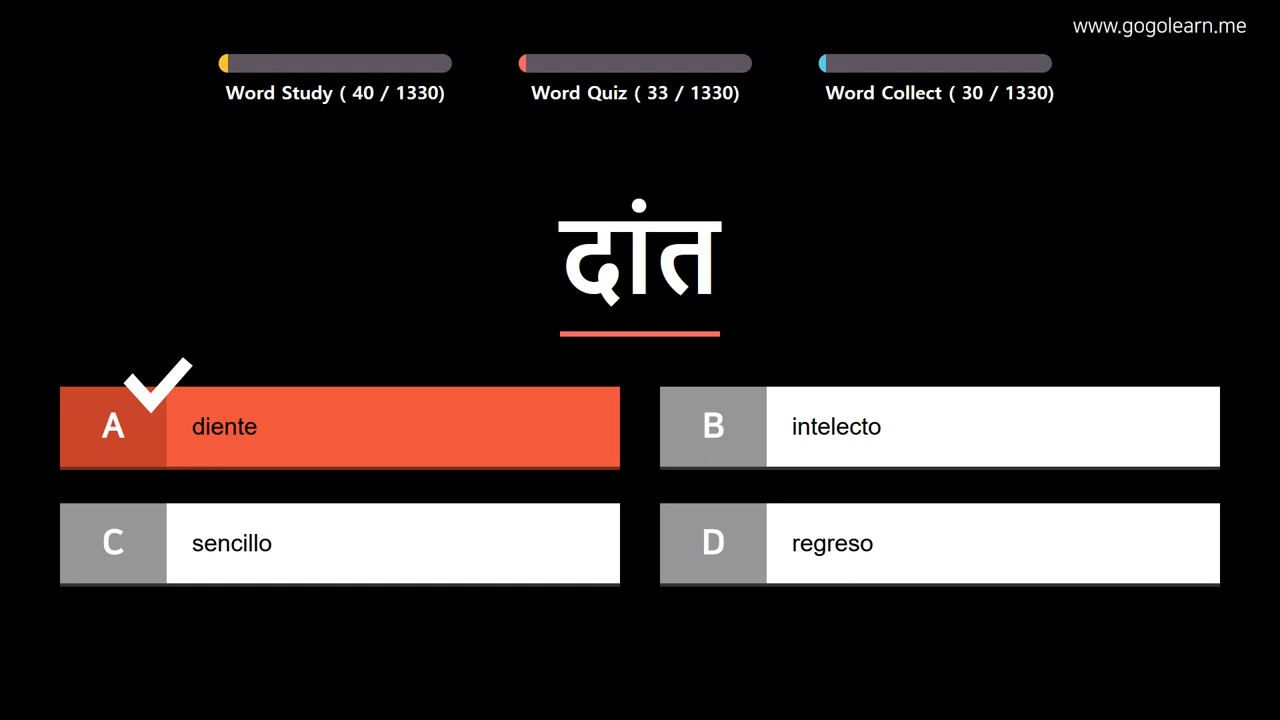 www.gogolearn.me
Word Study ( 40 / 1330)
Word Quiz ( 33 / 1330)
Word Collect ( 30 / 1330)
दांत
A diente
B intelecto
C sencillo
D regreso